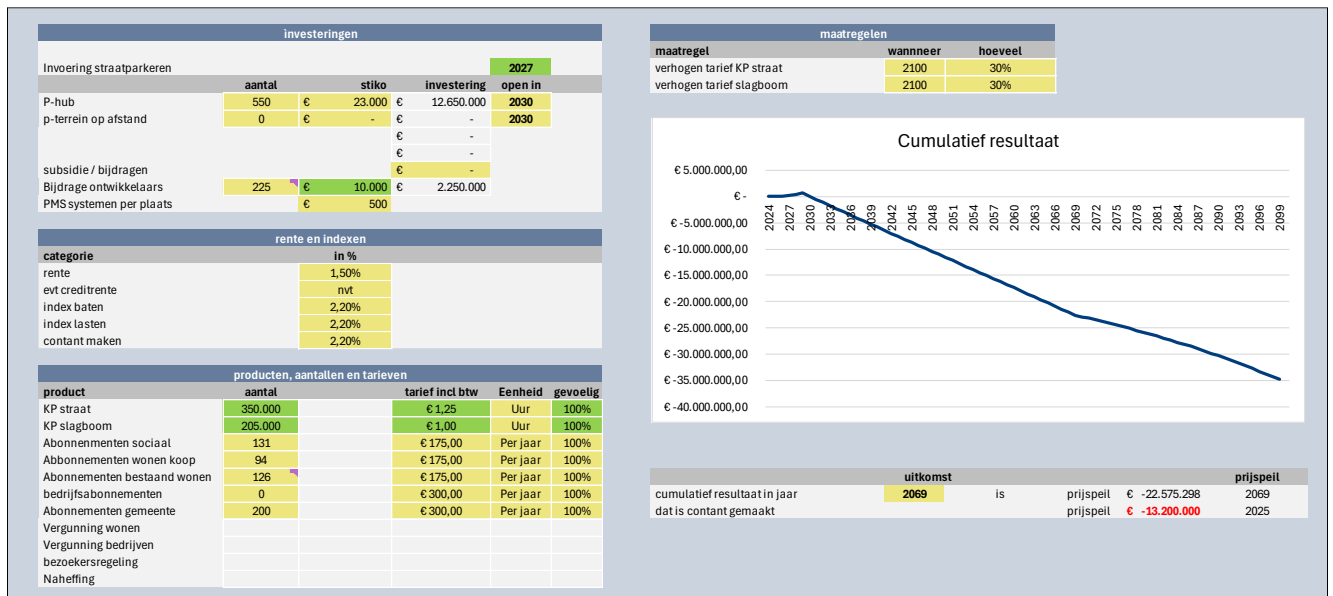 investeringen
Invoering straatparkeren 2027
aantal stiko investering open in
P-hub 550 € 23.000 € 12.650.000 2030
p-terrein op afstand 0 € - € - 2030
€ -
€ -
subsidie / bijdragen € -
Bijdrage ontwikkelaars 225 € 10.000 € 2.250.000
PMS systemen per plaats € 500
rente en indexen
categorie in %
rente 1,50%
evt creditrente nvt
index baten 2,20%
index lasten 2,20%
contant maken 2,20%
producten, aantallen en tarieven
product aantal tarief incl btw Eenheid gevoelig
KP straat 350.000 € 1,25 Uur 100%
KP slagboom 205.000 € 1,00 Uur 100%
Abonnenmenten sociaal 131 € 175,00 Per jaar 100%
Abbonnementen wonen koop 94 € 175,00 Per jaar 100%
Abonnementen bestaand wonen 126 € 175,00 Per jaar 100%
bedrijfsabonnementen 0 € 300,00 Per jaar 100%
Abonnementen gemeente 200 € 300,00 Per jaar 100%
Vergunning wonen
Vergunning bedrijven
bezoekersregeling
Naheffing
maatregelen
maatregel wannneer hoeveel
verhogen tarief KP straat 2100 30%
verhogen tarief slagboom 2100 30%
Cumulatief resultaat
€ 5.000.000,00
€ -
€ -5.000.000,00
€ -10.000.000,00
€ -15.000.000,00
€ -20.000.000,00
€ -25.000.000,00
€ -30.000.000,00
€ -35.000.000,00
€ -40.000.000,00
2024 2027 2030 2033 2036 2039 2042 2045 2048 2051 2054 2057 2060 2063 2066 2069 2072 2075 2078 2081 2084 2087 2090 2093 2096 2099
uitkomst prijspeil
cumulatief resultaat in jaar 2069 is prijspeil € -22.575.298 2069
dat is contant gemaakt prijspeil € -13.200.000 2025